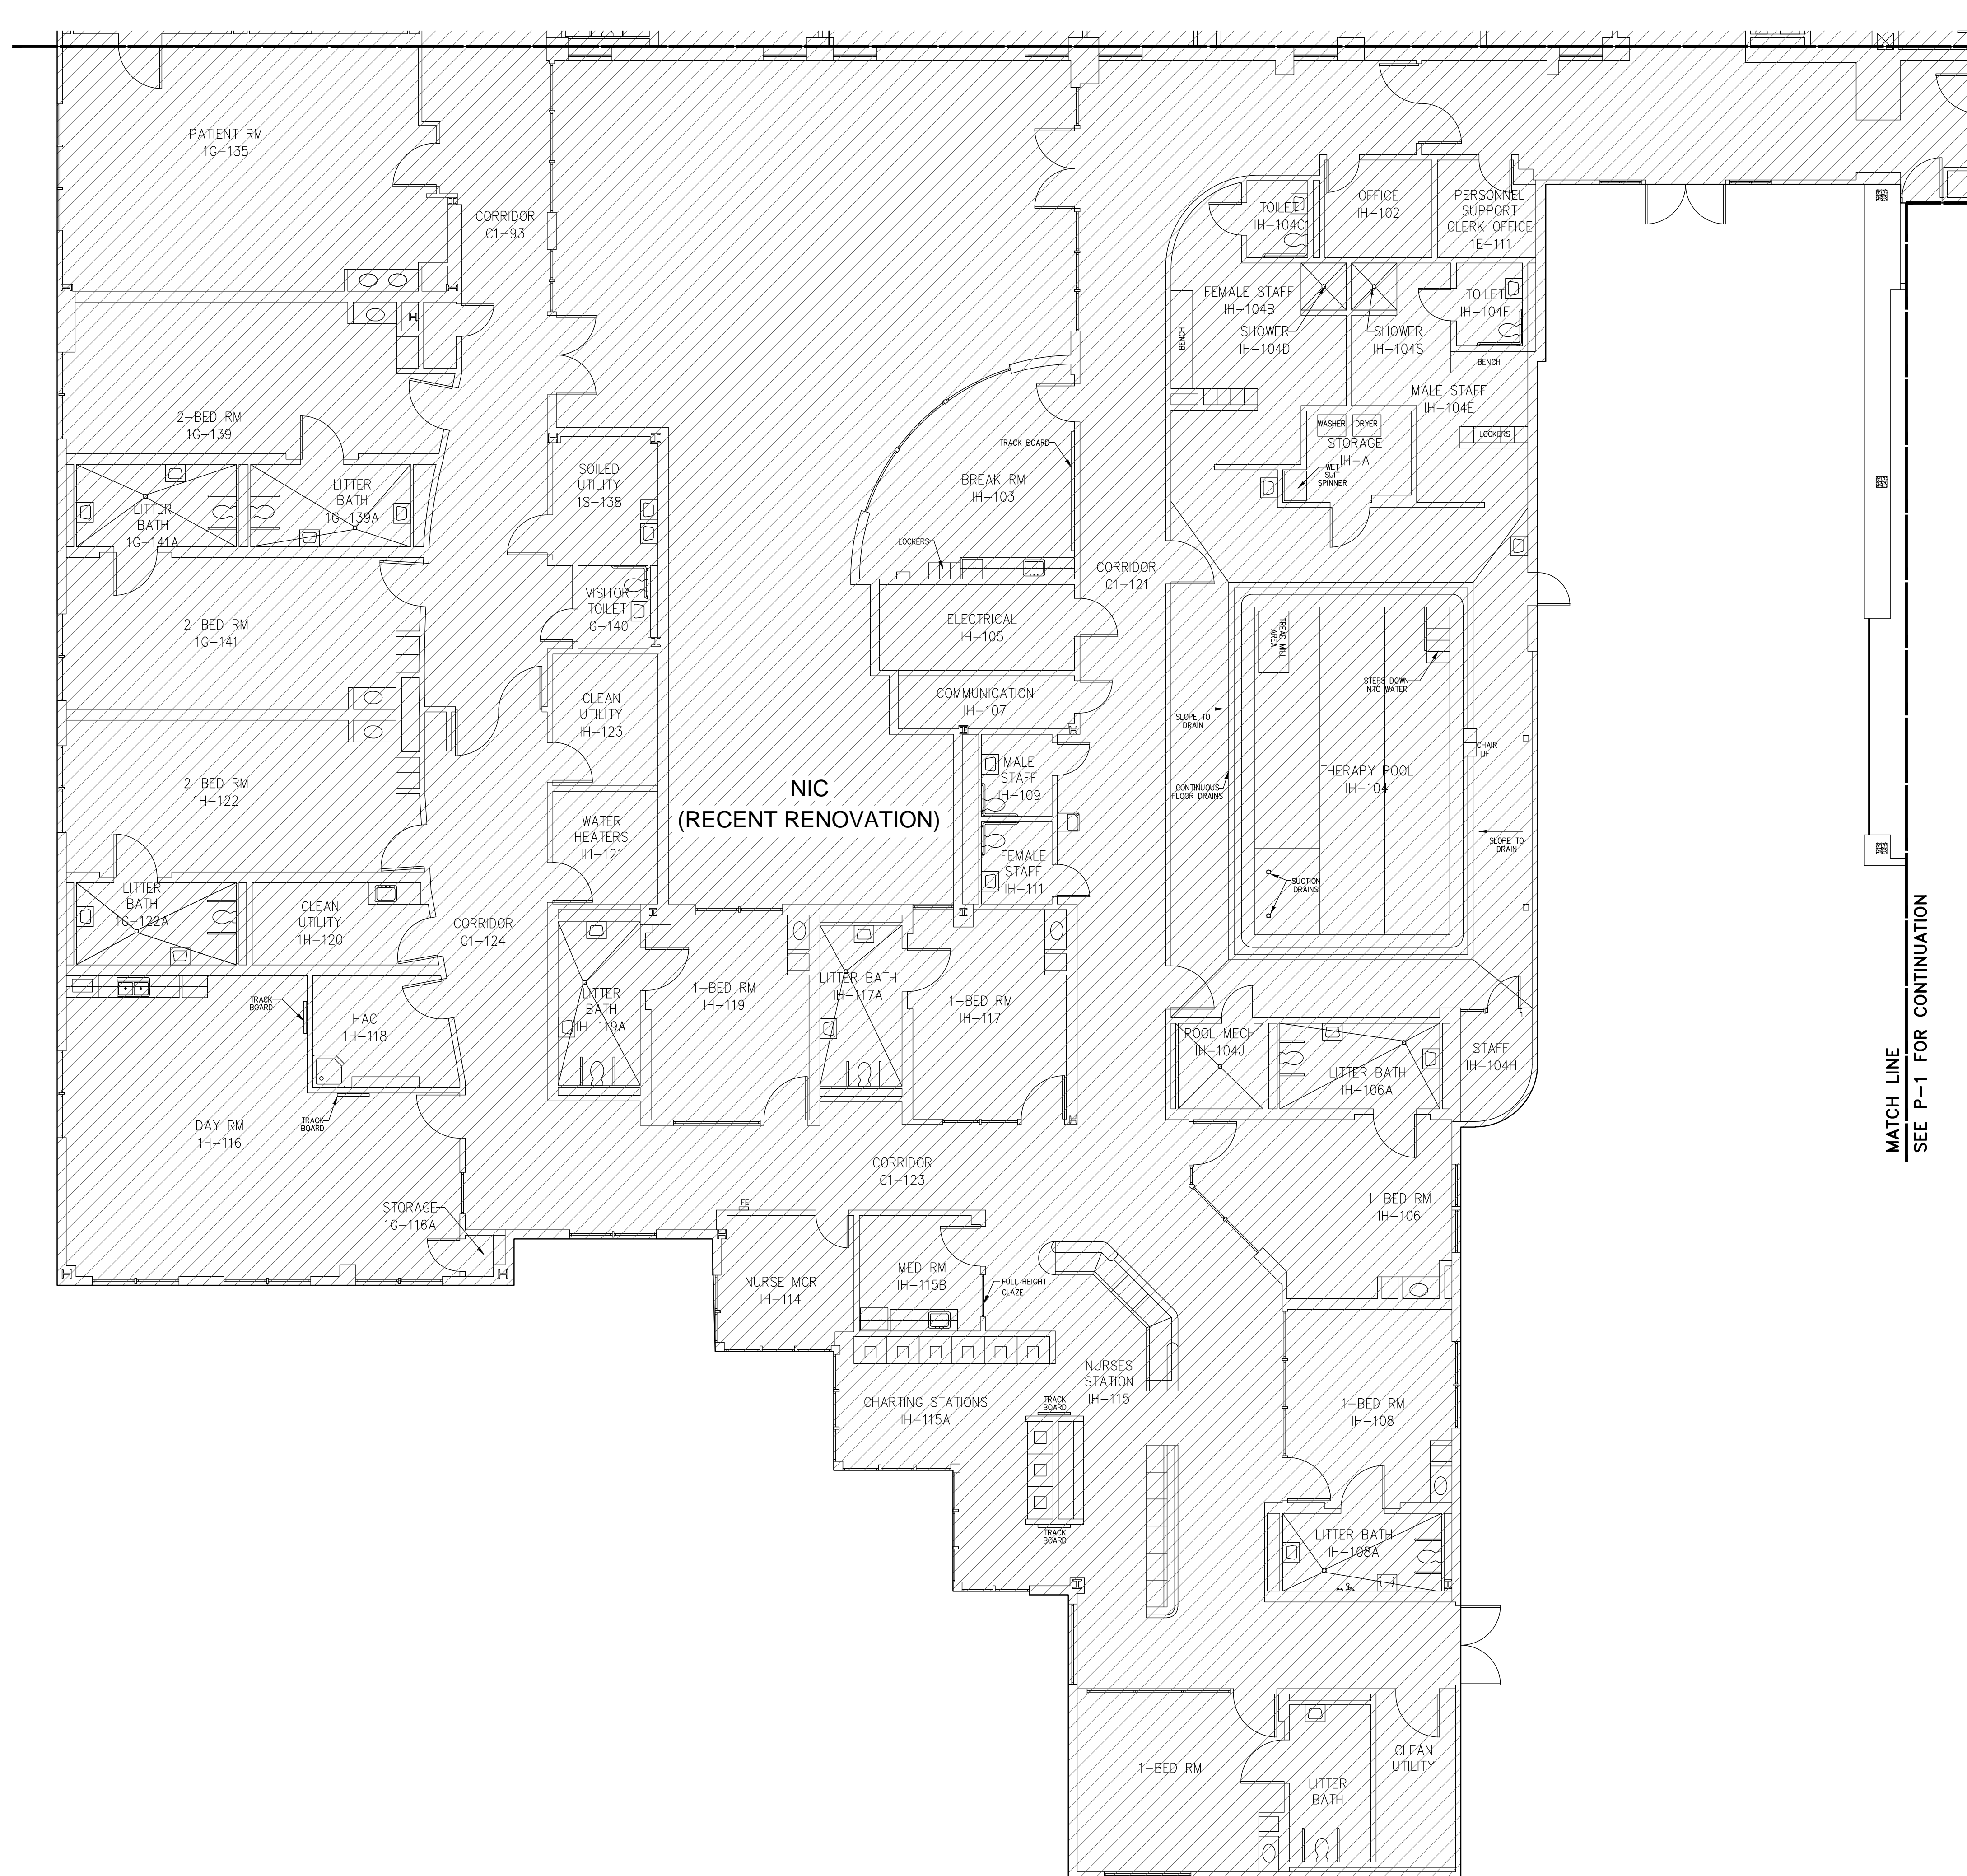 PATIENT RM
1G-135
CORRIDOR
C1-93
TOILET
IH-104C
OFFICE
IH-102
PERSONNEL
SUPPORT
CLERK OFFICE
1E-111
FEMALE STAFF
IH-104B
TOILET
IH-104F
SHOWER
IH-104D
SHOWER
IH-104S
BENCH
BENCH
MALE STAFF
IH-104E
2-BED RM
1G-139
WASHER
DRYER
LOCKERS
STORAGE
IH-A
WET
SUIT
SPINNER
TRACK BOARD
SOILED
UTILITY
1S-138
BREAK RM
IH-103
LITTER
BATH
1G-139A
LITTER
BATH
1G-141A
LOCKERS
CORRIDOR
C1-121
VISITOR
TOILET
IG-140
2-BED RM
1G-141
ELECTRICAL
IH-105
TREAD MILL
AREA
STEPS DOWN
INTO WATER
CLEAN
UTILITY
IH-123
COMMUNICATION
IH-107
SLOPE TO
DRAIN
CHAIR
LIFT
2-BED RM
1H-122
NIC
(RECENT RENOVATION)
MALE
STAFF
IH-109
THERAPY POOL
IH-104
CONTINUOUS
FLOOR DRAINS
WATER
HEATERS
IH-121
SLOPE TO
DRAIN
FEMALE
STAFF
IH-111
SUCTION
DRAINS
LITTER
BATH
1G-122A
CLEAN
UTILITY
1H-120
CORRIDOR
C1-124
MATCH LINE
SEE P-1 FOR CONTINUATION
TRACK
BOARD
HAC
1H-118
LITTER
BATH
IH-119A
1-BED RM
IH-119
LITTER BATH
IH-117A
1-BED RM
IH-117
POOL MECH
IH-104J
LITTER BATH
IH-106A
STAFF
IH-104H
DAY RM
1H-116
TRACK
BOARD
CORRIDOR
C1-123
STORAGE
1G-116A
FE
1-BED RM
IH-106
NURSE MGR
IH-114
MED RM
IH-115B
FULL HEIGHT
GLAZE
NURSES
STATION
IH-115
CHARTING STATIONS
IH-115A
TRACK
BOARD
1-BED RM
IH-108
TRACK
BOARD
LITTER BATH
IH-108A
1-BED RM
LITTER
BATH
CLEAN
UTILITY